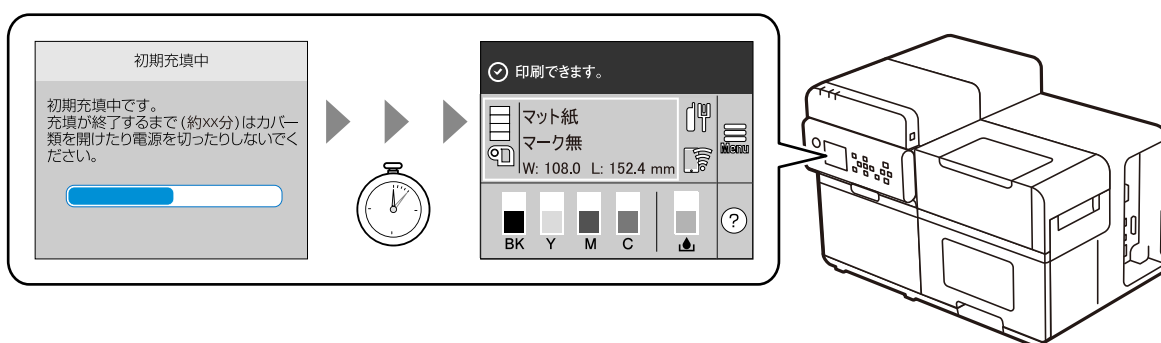 初期充填中
初期充填中です。
充填が終了するまで(約xx分)はカバー
類を開けたり電源を切ったりしないでく
ださい。
印刷できます。
マット紙
マーク無
W: 108.0 L: 152.4 mm
Menu
BK Y M C
?